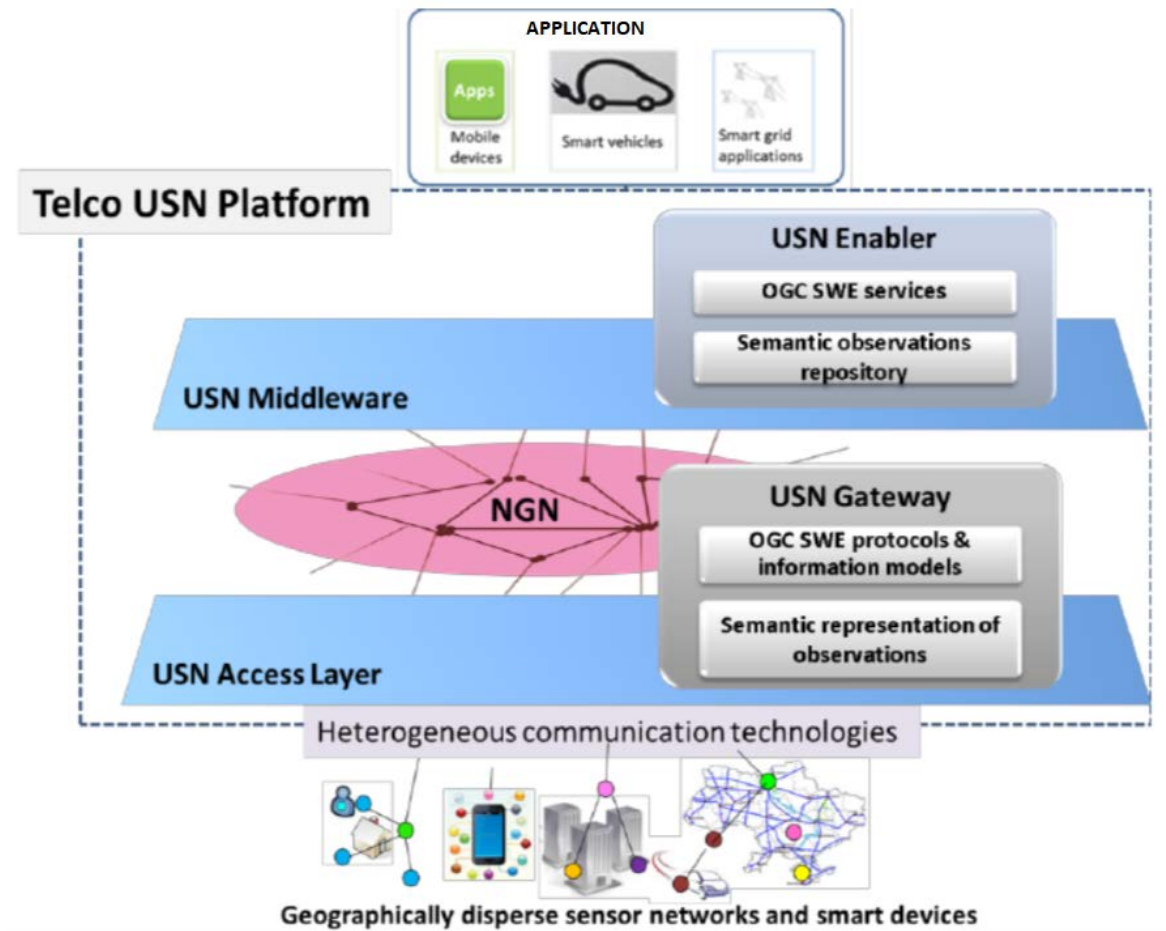 APPLICATION
Apps
Mobile
devices
Smart vehicles
Smart grid
applications
Telco USN Platform
USN Enabler
OGC SWE services
Semantic observations
repository
USN Middleware
NGN
USN Gateway
OGC SWE protocols &
information models
Semantic representation of
observations
USN Access Layer
Heterogeneous communication technologies
Geographically disperse sensor networks and smart devices